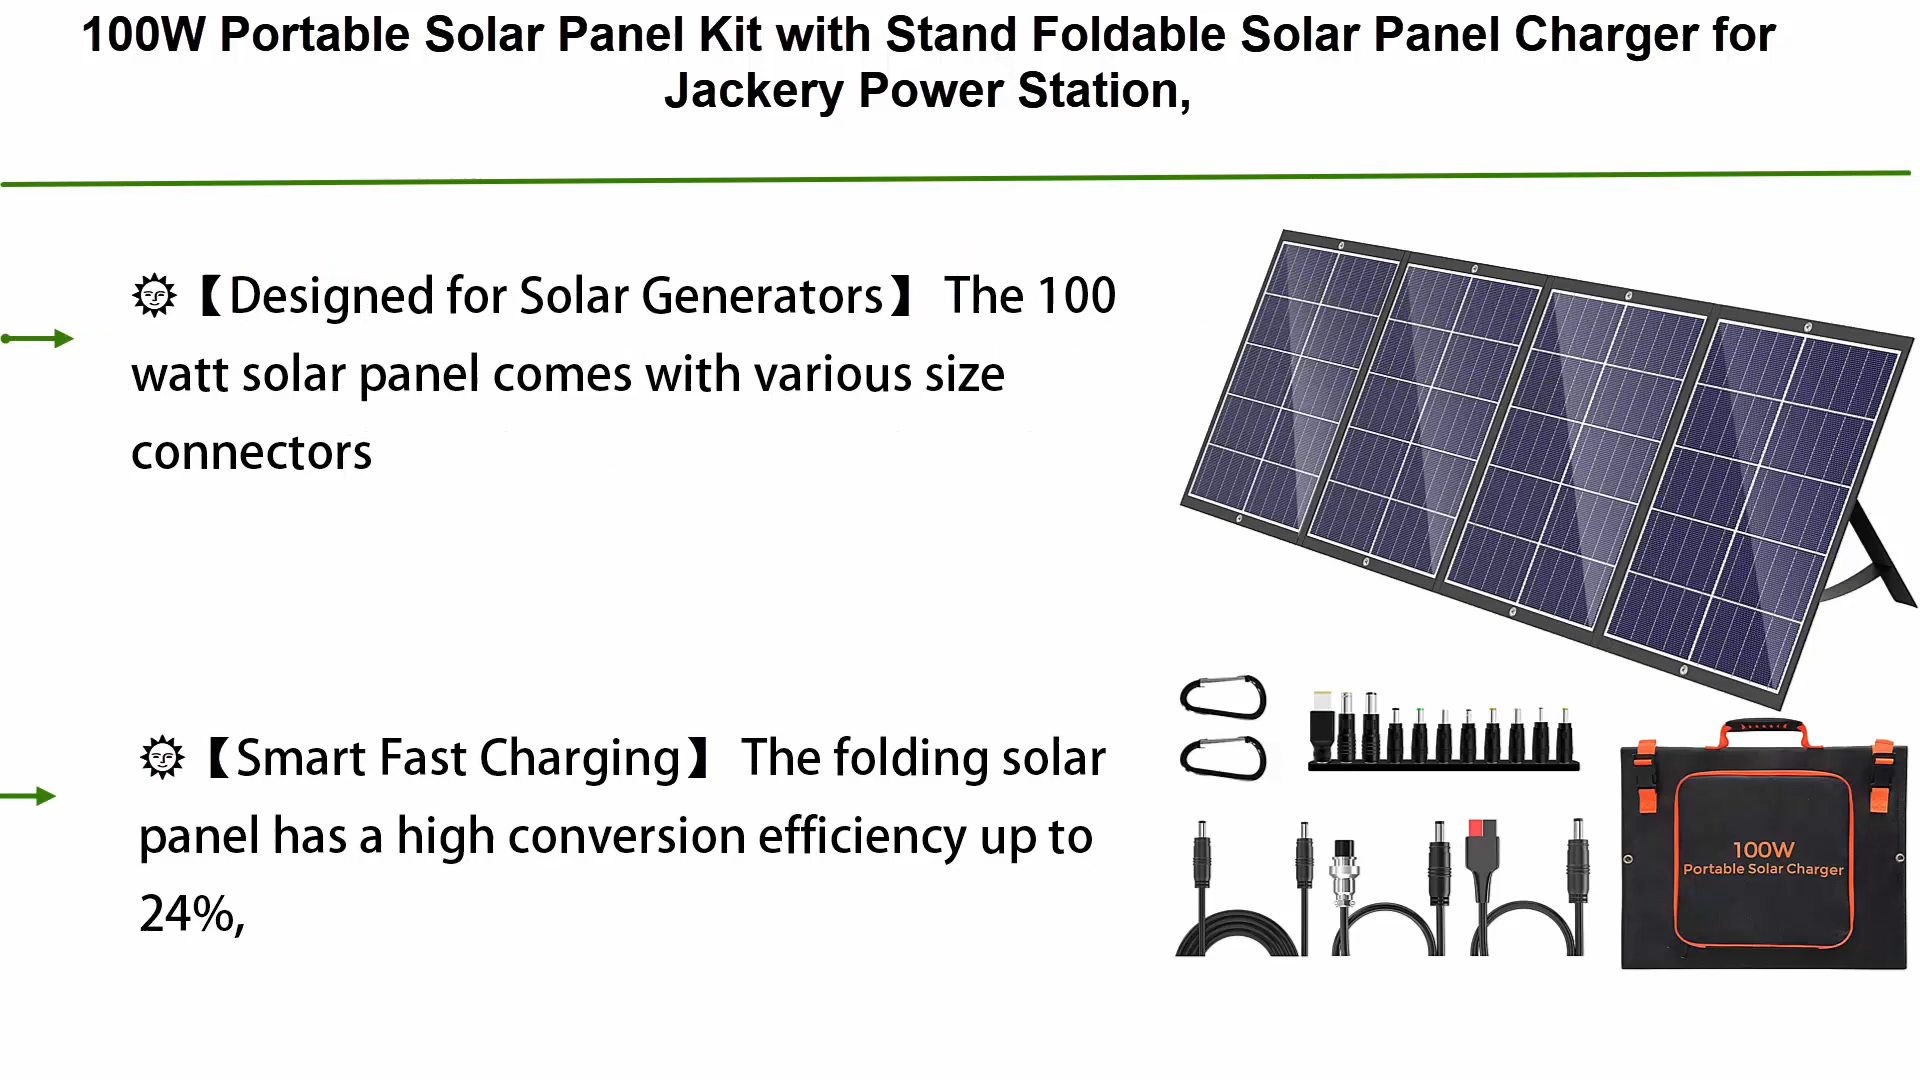 100W Portable Solar Panel Kit with Stand Foldable Solar Panel Charger for
Jackery Power Station,
🌞【Designed for Solar Generators】 The 100
watt solar panel comes with various size
connectors
🌞【Smart Fast Charging】 The folding solar
panel has a high conversion efficiency up to
24%,
100W
Portable Solar Charger